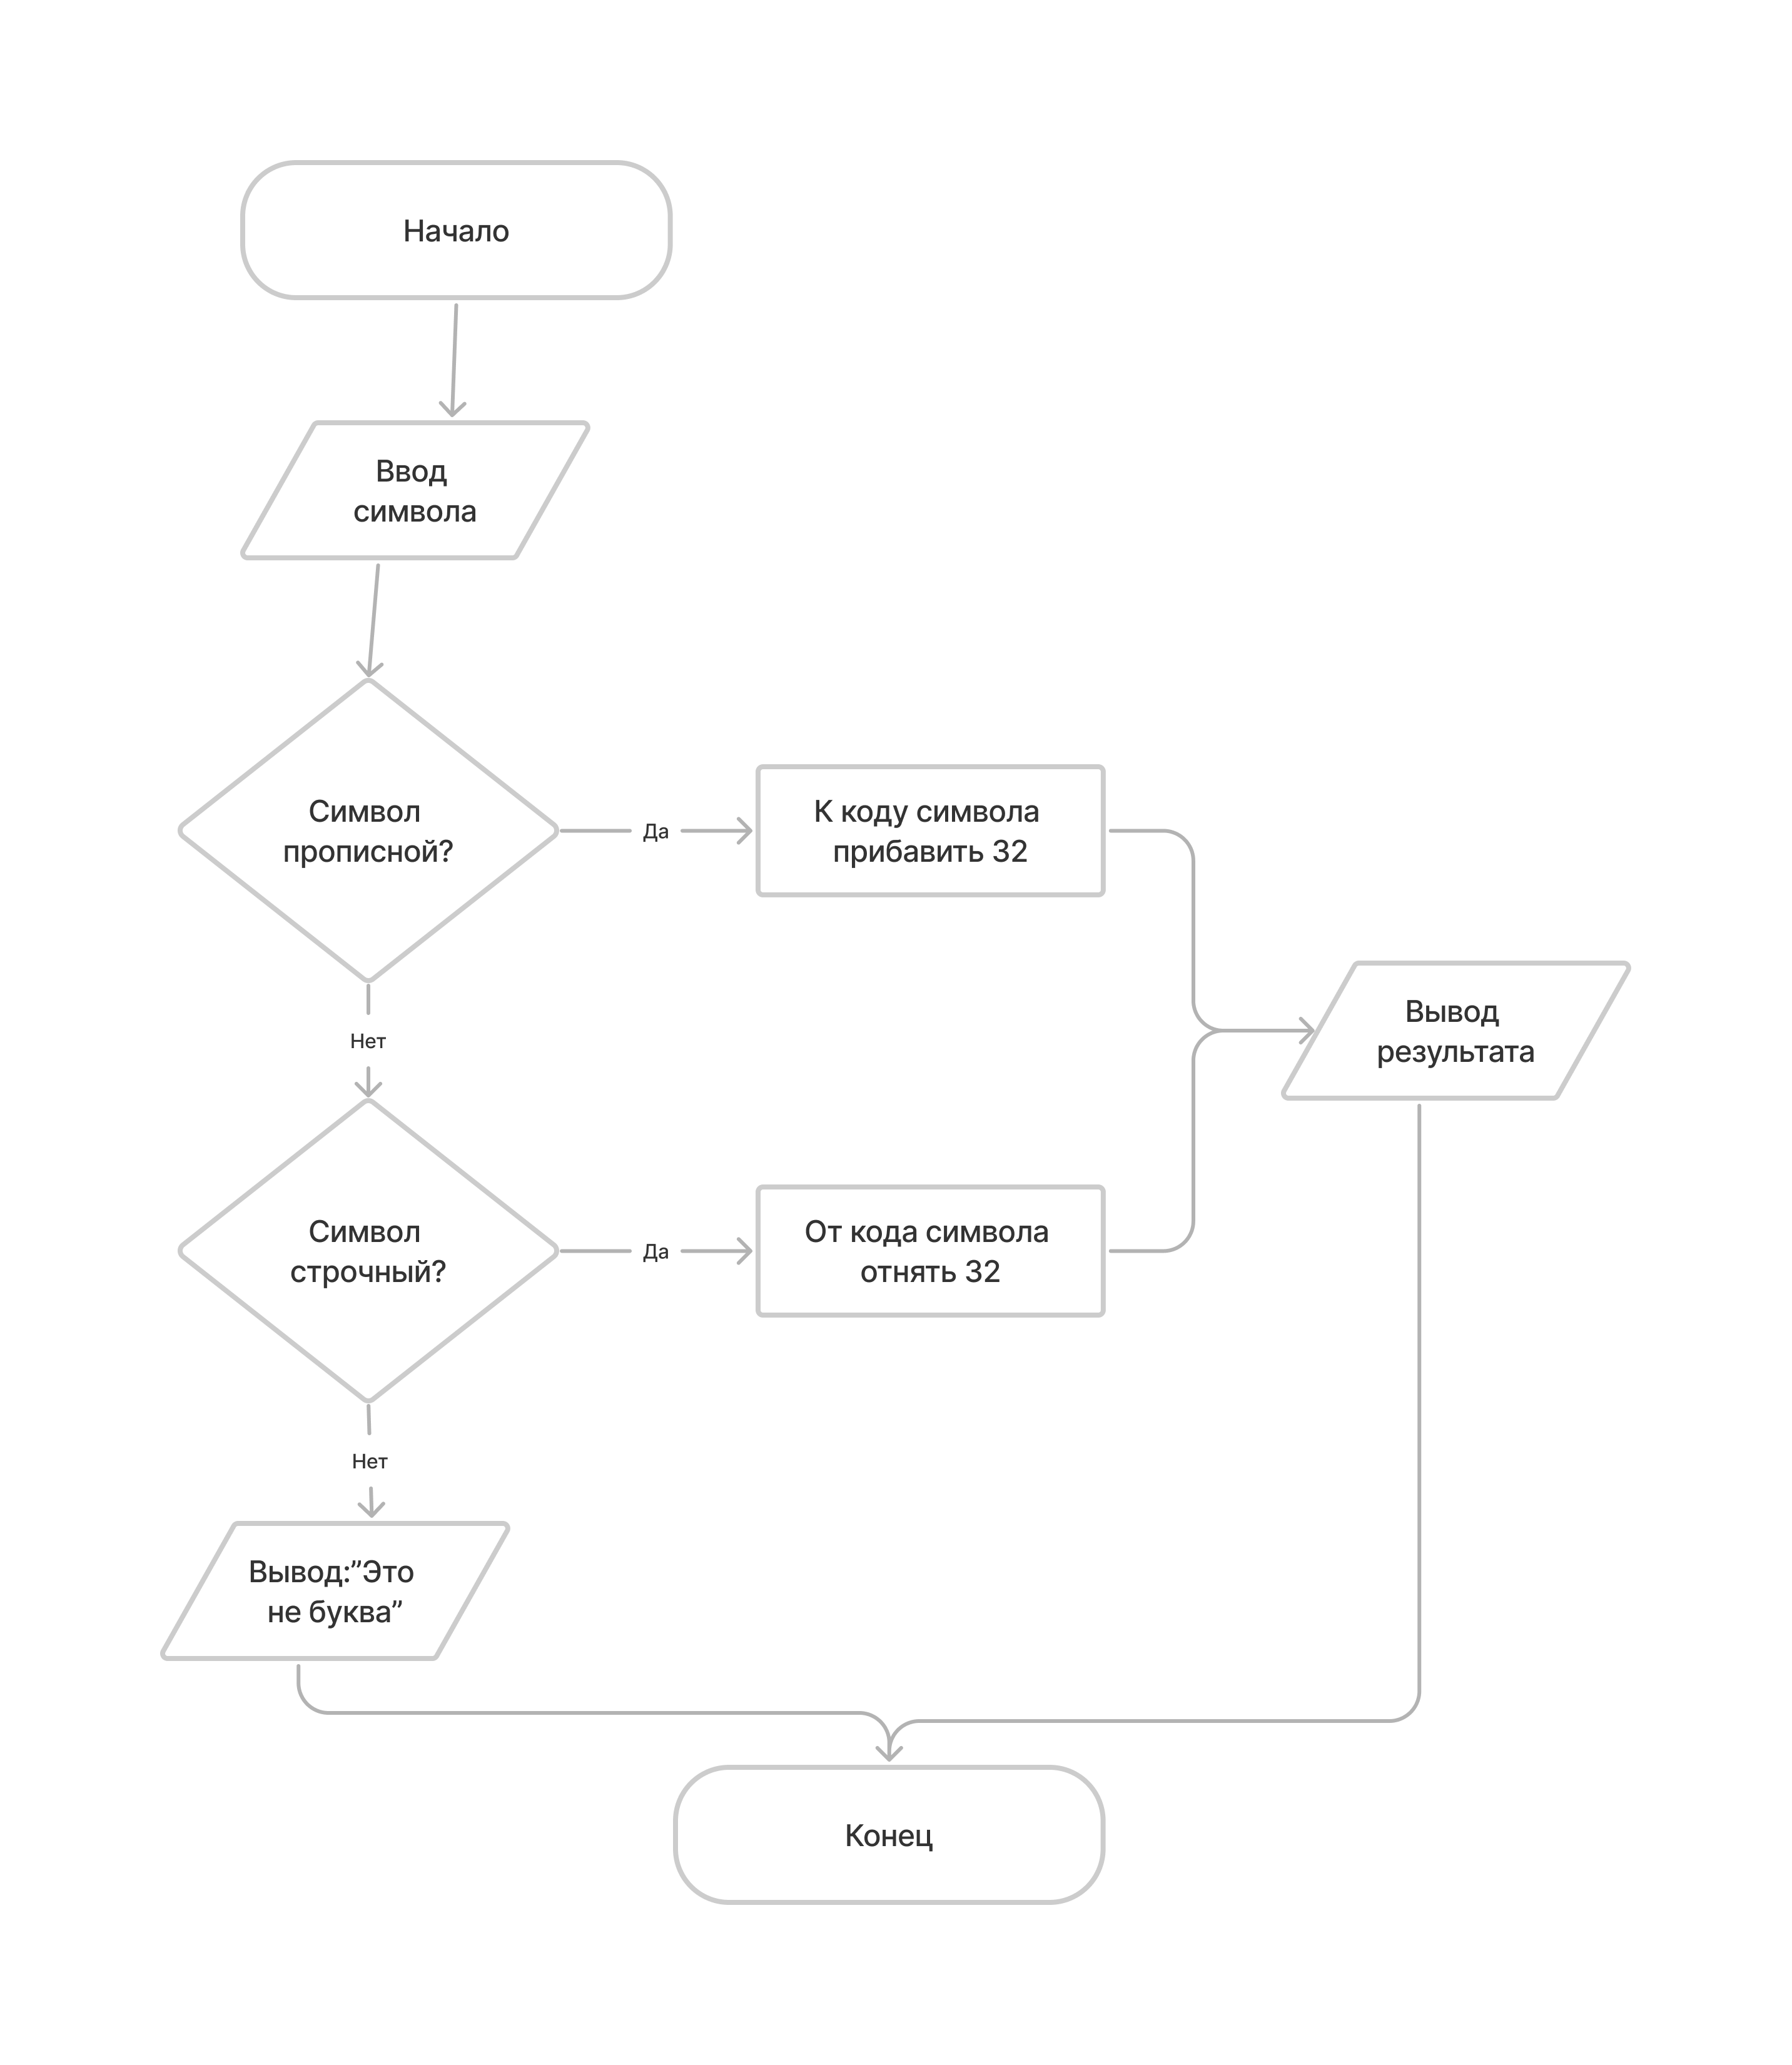 Начало
Ввод
символа
Символ
прописной?
Да
К коду символа
прибавить 32
Нет
Вывод
результата
Символ
строчный?
Да
От кода символа
отнять 32
Нет
Вывод:”Это
не буква”
Конец